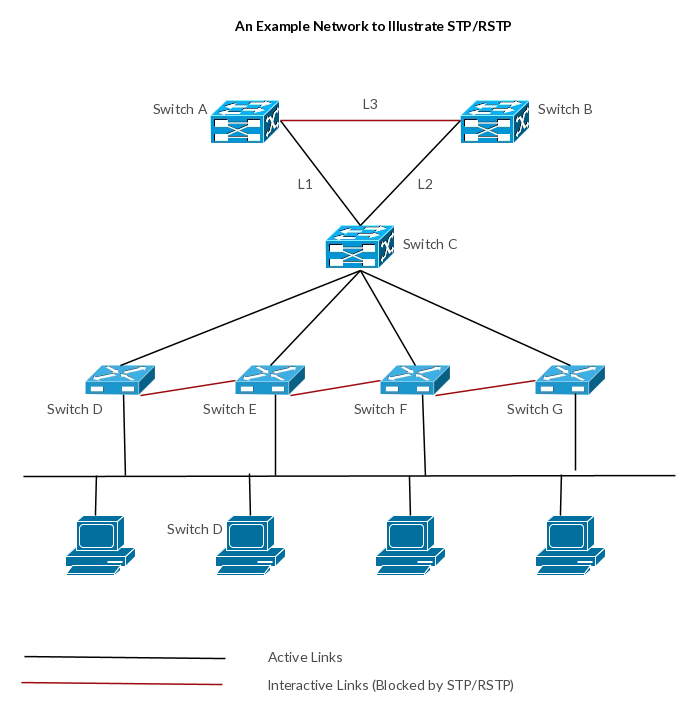 An Example Network to Illustrate STP/RSTP
Switch A
L3
Switch B
L1
L2
Switch C
Switch D
Switch E
Switch F
Switch G
Switch D
Active Links
Interactive Links (Blocked by STP/RSTP)